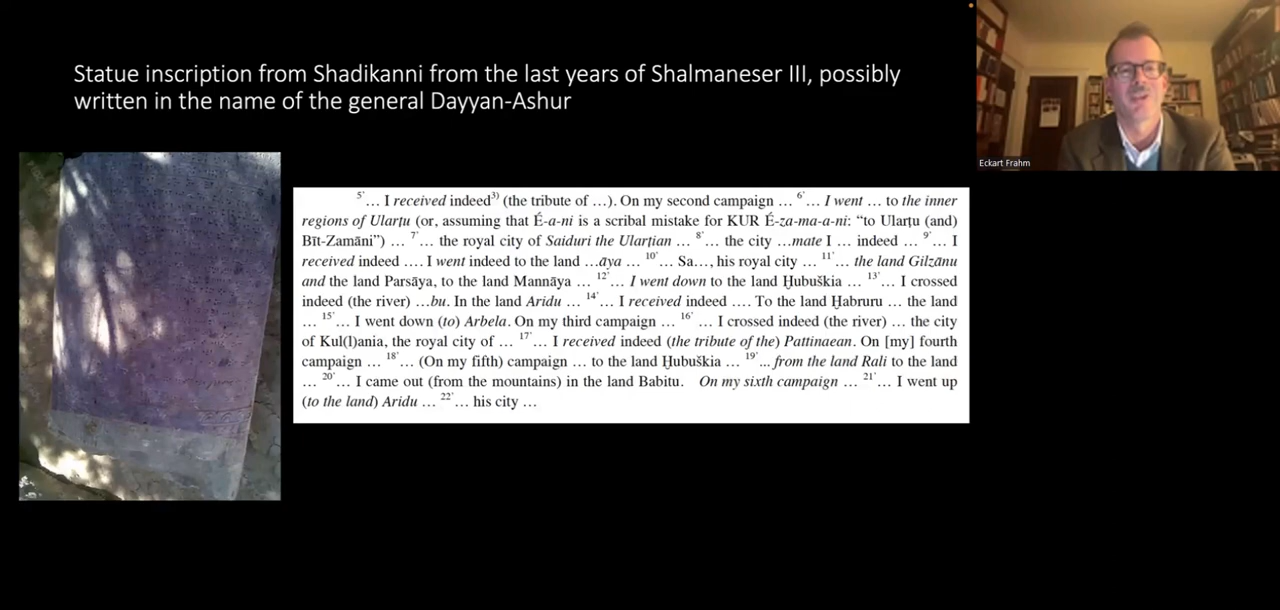 Statue inscription from Shadikanni from the last years of Shalmaneser III, possibly
written in the name of the general Dayyan-Ashur
Eckart Frahm
5'… I received indeed3) (the tribute of …). On my second campaign … 6'… I went … to the inner
regions of Ularṭu (or, assuming that É-a-ni is a scribal mistake for KUR É-za-ma-a-ni: “to Ularṭu (and)
Bīt-Zamāni”) … 7'… the royal city of Saiduri the Ularṭian … 8'… the city …mate I … indeed … 9'… I
received indeed …. I went indeed to the land …āya … 10'… Sa…, his royal city … 11'… the land Gilzānu
and the land Parsāya, to the land Mannāya … 12'… I went down to the land Ḫubuškia … 13'… I crossed
indeed (the river) …bu. In the land Aridu … 14'… I received indeed …. To the land Ḫabruru … the land
… 15'… I went down (to) Arbela. On my third campaign … 16'… I crossed indeed (the river) … the city
of Kul(l)ania, the royal city of … 17'… I received indeed (the tribute of the) Pattinaean. On [my] fourth
campaign … 18'… (On my fifth) campaign … to the land Ḫubuškia … 19'… from the land Rali to the land
… 20'… I came out (from the mountains) in the land Babitu. On my sixth campaign … 21'… I went up
(to the land) Aridu … 22'… his city …